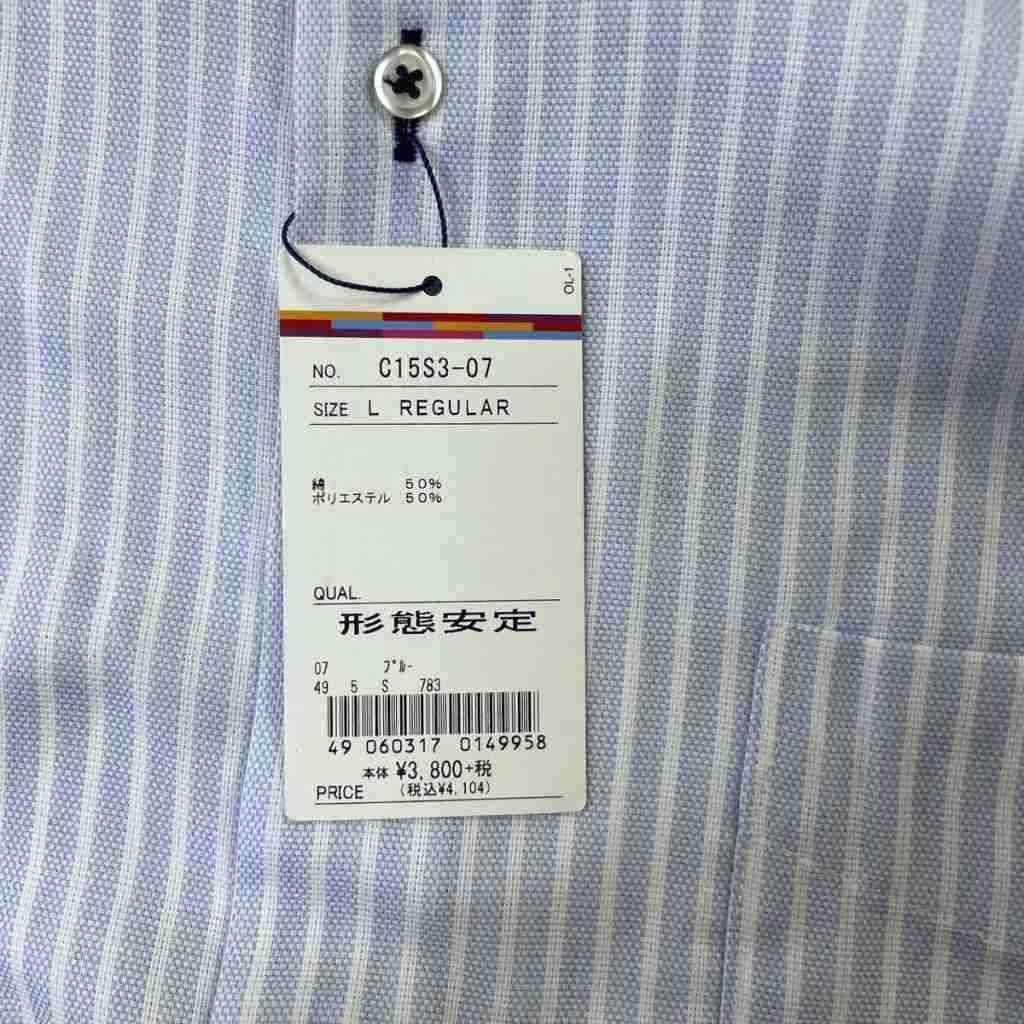 OL-1
NO. C15S3-07
SIZE L REGULAR
綿 50%
ポリエステル 50%
QUAL.
形態安定
07 ブルー
49 5 S 783
49 060317 0149958
本体 ¥3,800+税
PRICE (税込¥4,104)